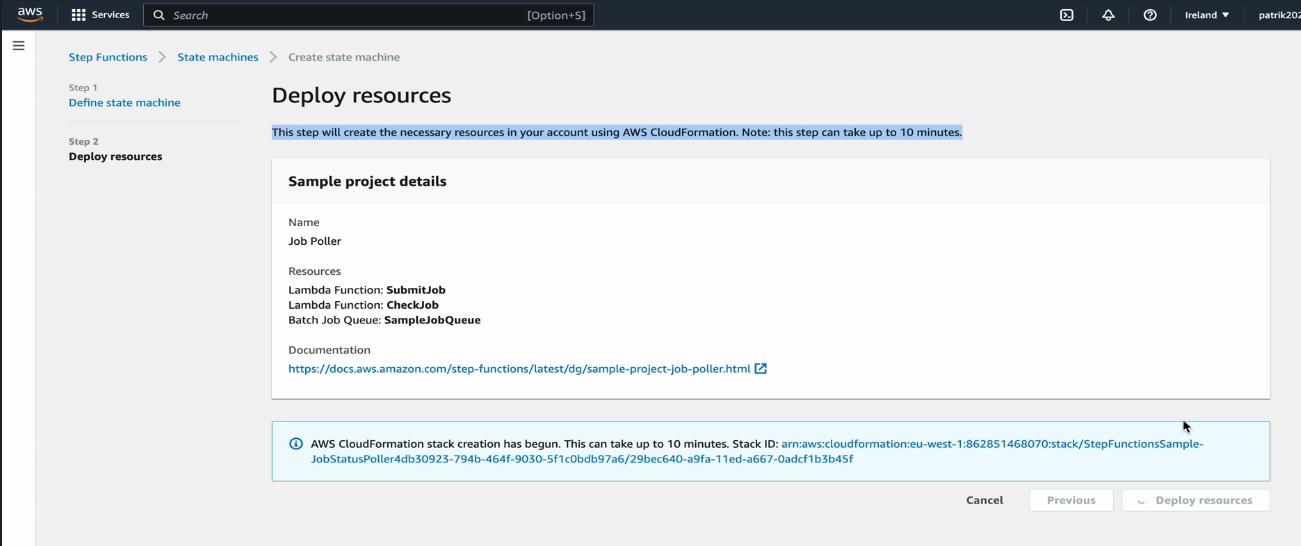 aws
Services
Search
[Option+S]
Ireland
Step Functions
State machines
Create state machine
Step 1
Define state machine
Step 2
Deploy resources
Deploy resources
This step will create the necessary resources in your account using AWS CloudFormation. Note: this step can take up to 10 minutes.
Sample project details
Name
Job Poller
Resources
Lambda Function: SubmitJob
Lambda Function: CheckJob
Batch Job Queue: SampleJobQueue
Documentation
https://docs.aws.amazon.com/step-functions/latest/dg/sample-project-job-poller.html
AWS CloudFormation stack creation has begun. This can take up to 10 minutes. Stack ID: arn:aws:cloudformation:eu-west-1:862851468070:stack/StepFunctionsSample-
JobStatusPoller4db30923-794b-464f-9030-5f1c0bdb97a6/29bec640-a9fa-11ed-a667-0adcf1b3b45f
Cancel
Previous
Deploy resources